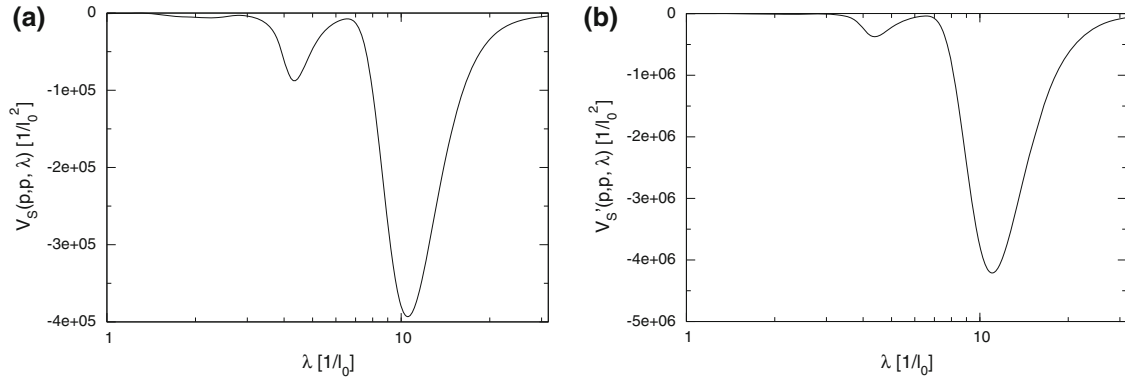 (a)
0
-1e+05
-2e+05
-3e+05
-4e+05
V_S(p,p, λ) [1/l_0^2]
1
10
λ [1/l_0]
(b)
0
-1e+06
-2e+06
-3e+06
-4e+06
-5e+06
V_S'(p,p, λ) [1/l_0^2]
1
10
λ [1/l_0]